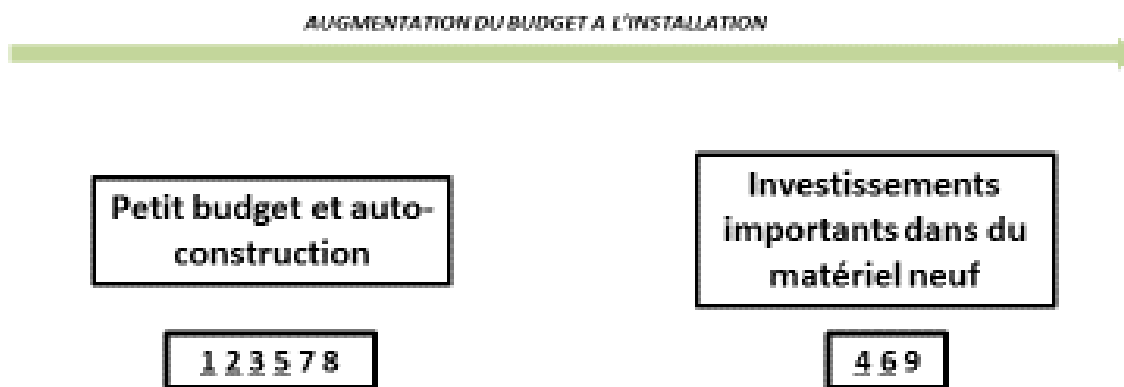 AUGMENTATION DU BUDGET A L'INSTALLATION
Petit budget et auto-
construction
Investissements
importants dans du
matériel neuf
1 2 3 5 7 8
4 6 9